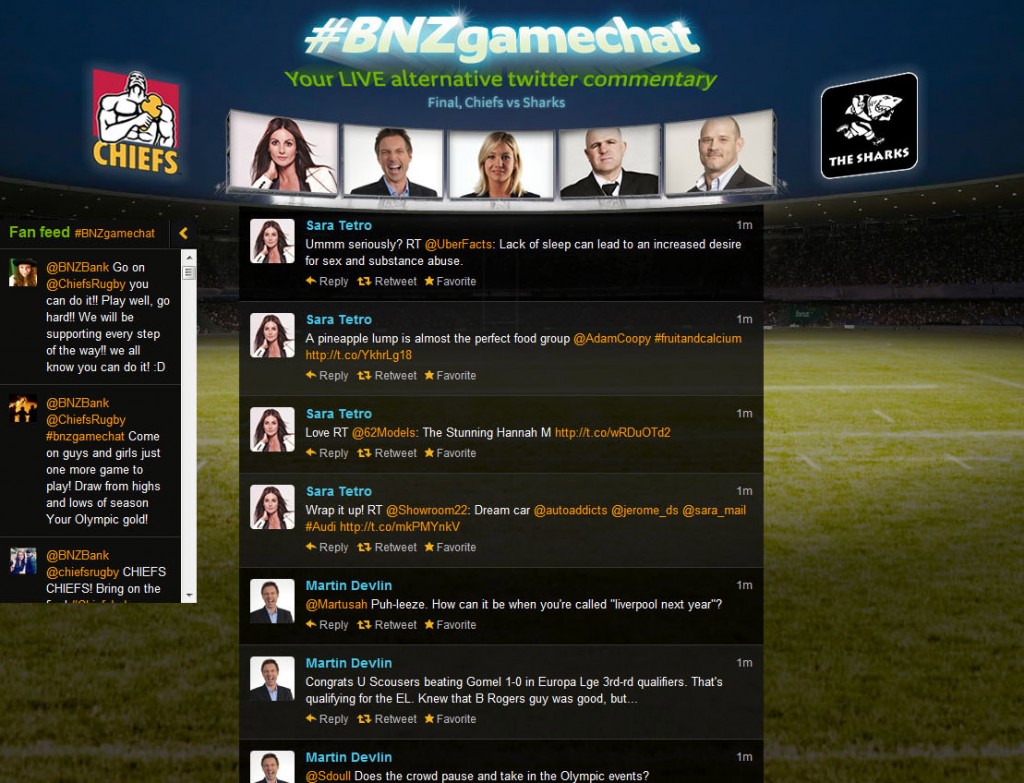 #BNZgamechat
Your LIVE alternative twitter commentary
Final, Chiefs vs Sharks
CHIEFS
THE SHARKS
Fan feed #BNZgamechat
@BNZBank Go on
@ChiefsRugby you
can do it!! Play well, go
hard!! We will be
supporting every step
of the way!! we all
know you can do it! :D
@BNZBank
@ChiefsRugby
#bnzgamechat Come
on guys and girls just
one more game to
play! Draw from highs
and lows of season
Your Olympic gold!
@BNZBank
@chiefsrugby CHIEFS
CHIEFS! Bring on the
Sara Tetro 1m
Ummm seriously? RT @UberFacts: Lack of sleep can lead to an increased desire
for sex and substance abuse.
Reply Retweet Favorite
Sara Tetro 1m
A pineapple lump is almost the perfect food group @AdamCoopy #fruitandcalcium
http://t.co/YkhrLg18
Reply Retweet Favorite
Sara Tetro 1m
Love RT @62Models: The Stunning Hannah M http://t.co/wRDuOTd2
Reply Retweet Favorite
Sara Tetro 1m
Wrap it up! RT @Showroom22: Dream car @autoaddicts @jerome_ds @sara_mail
#Audi http://t.co/mkPMYnkV
Reply Retweet Favorite
Martin Devlin 1m
@Martusah Puh-leeze. How can it be when you're called "liverpool next year"?
Reply Retweet Favorite
Martin Devlin 1m
Congrats U Scousers beating Gomel 1-0 in Europa Lge 3rd-rd qualifiers. That's
qualifying for the EL. Knew that B Rogers guy was good, but...
Reply Retweet Favorite
Martin Devlin 1m
@Sdoull Does the crowd pause and take in the Olympic events?
bnz